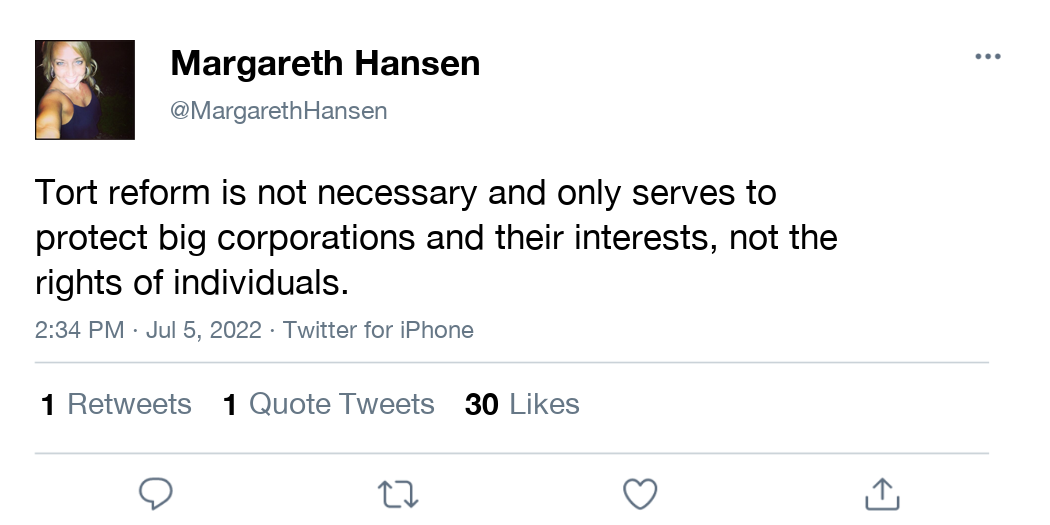 Margareth Hansen
@MargarethHansen
Tort reform is not necessary and only serves to
protect big corporations and their interests, not the
rights of individuals.
2:34 PM · Jul 5, 2022 · Twitter for iPhone
1 Retweets 1 Quote Tweets 30 Likes